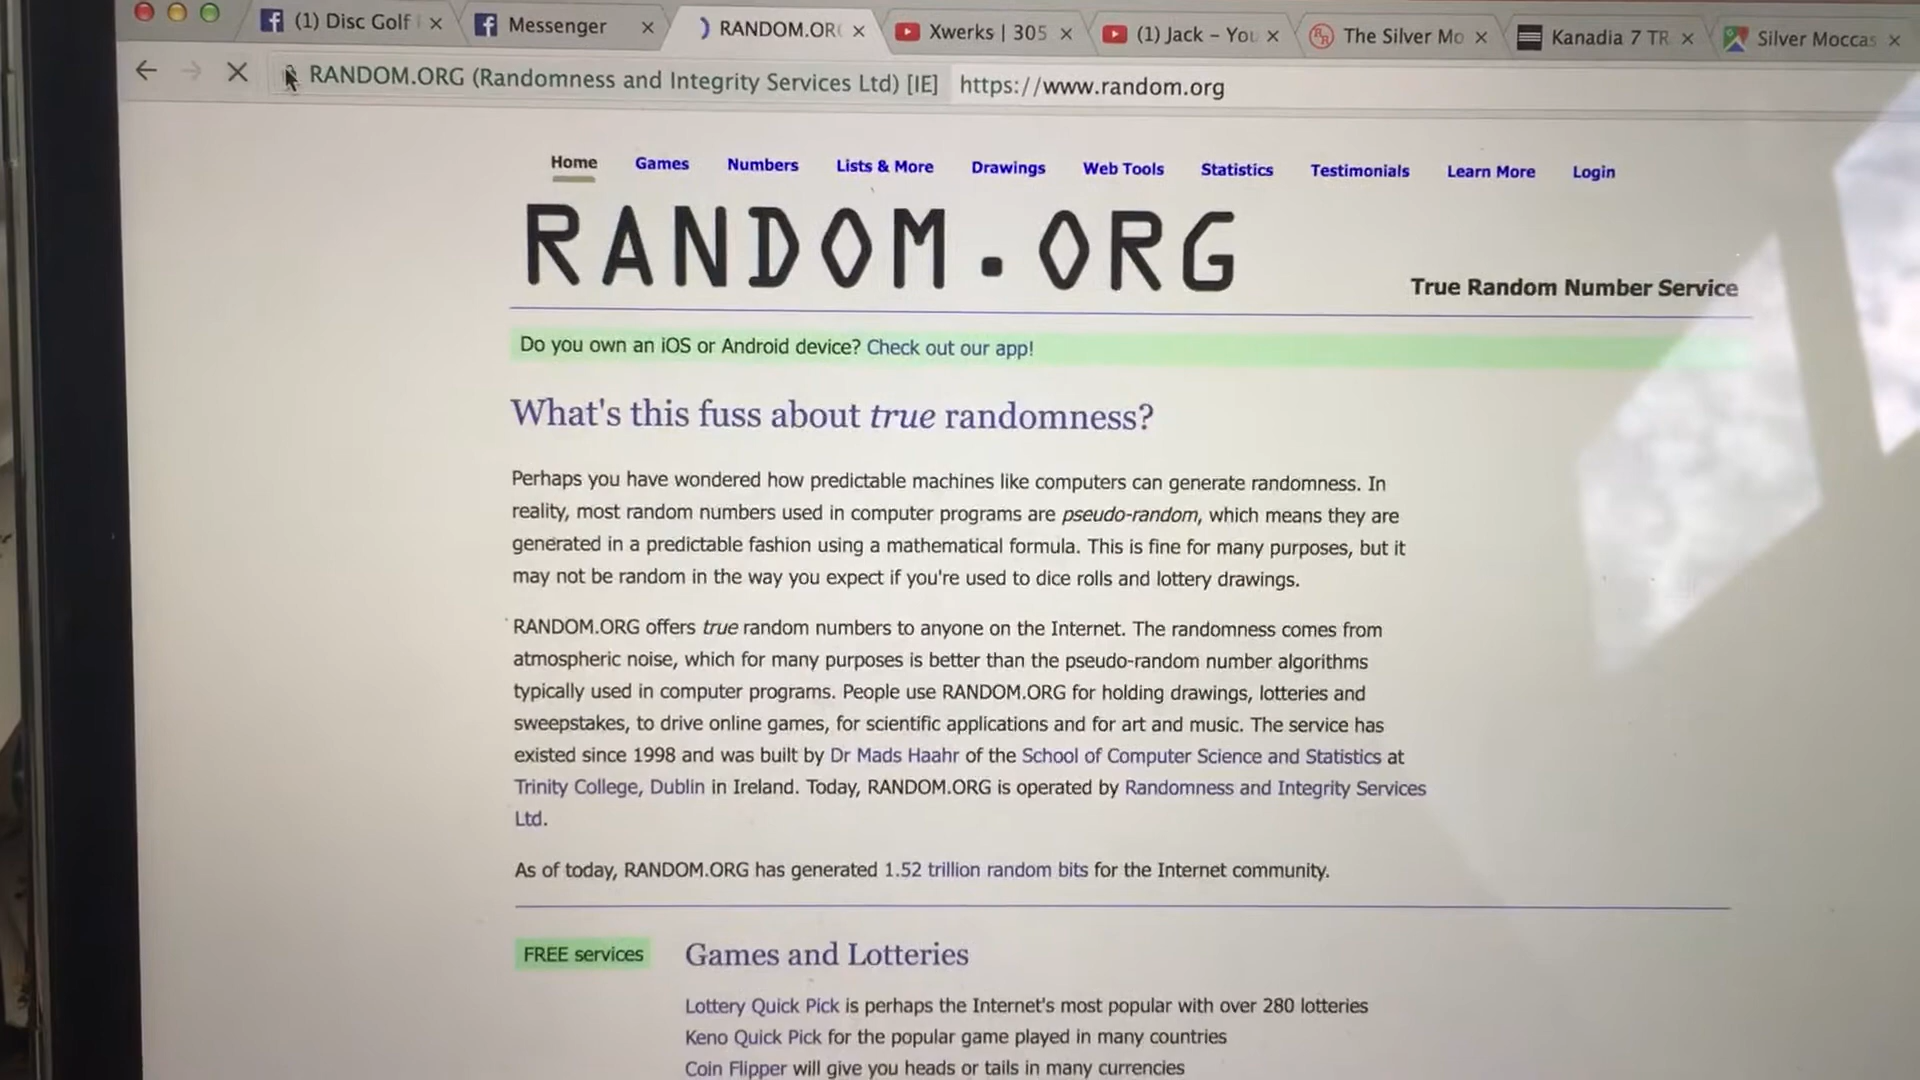 (1) Disc Golf
Messenger
RANDOM.OR
Xwerks | 305
(1) Jack – You
The Silver Mo
Kanadia 7 TR
Silver Moccas
RANDOM.ORG (Randomness and Integrity Services Ltd) [IE] https://www.random.org
Home Games Numbers Lists & More Drawings Web Tools Statistics Testimonials Learn More Login
RANDOM.ORG
True Random Number Service
Do you own an iOS or Android device? Check out our app!
What's this fuss about true randomness?
Perhaps you have wondered how predictable machines like computers can generate randomness. In
reality, most random numbers used in computer programs are pseudo-random, which means they are
generated in a predictable fashion using a mathematical formula. This is fine for many purposes, but it
may not be random in the way you expect if you're used to dice rolls and lottery drawings.
RANDOM.ORG offers true random numbers to anyone on the Internet. The randomness comes from
atmospheric noise, which for many purposes is better than the pseudo-random number algorithms
typically used in computer programs. People use RANDOM.ORG for holding drawings, lotteries and
sweepstakes, to drive online games, for scientific applications and for art and music. The service has
existed since 1998 and was built by Dr Mads Haahr of the School of Computer Science and Statistics at
Trinity College, Dublin in Ireland. Today, RANDOM.ORG is operated by Randomness and Integrity Services
Ltd.
As of today, RANDOM.ORG has generated 1.52 trillion random bits for the Internet community.
FREE services
Games and Lotteries
Lottery Quick Pick is perhaps the Internet's most popular with over 280 lotteries
Keno Quick Pick for the popular game played in many countries
Coin Flipper will give you heads or tails in many currencies